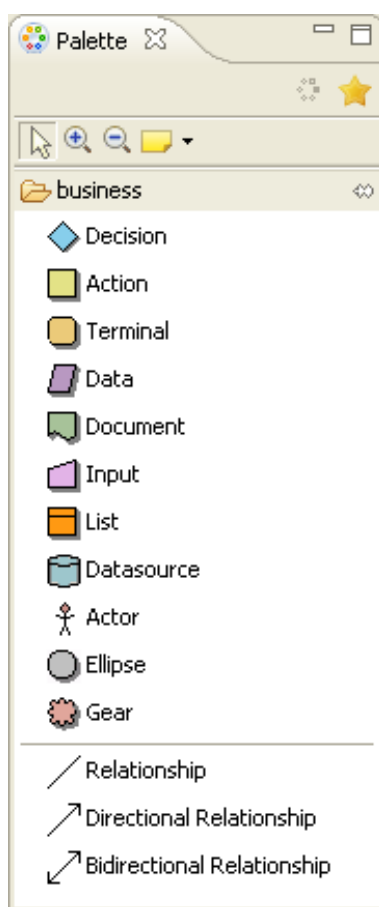 Palette
business
Decision
Action
Terminal
Data
Document
Input
List
Datasource
Actor
Ellipse
Gear
Relationship
Directional Relationship
Bidirectional Relationship